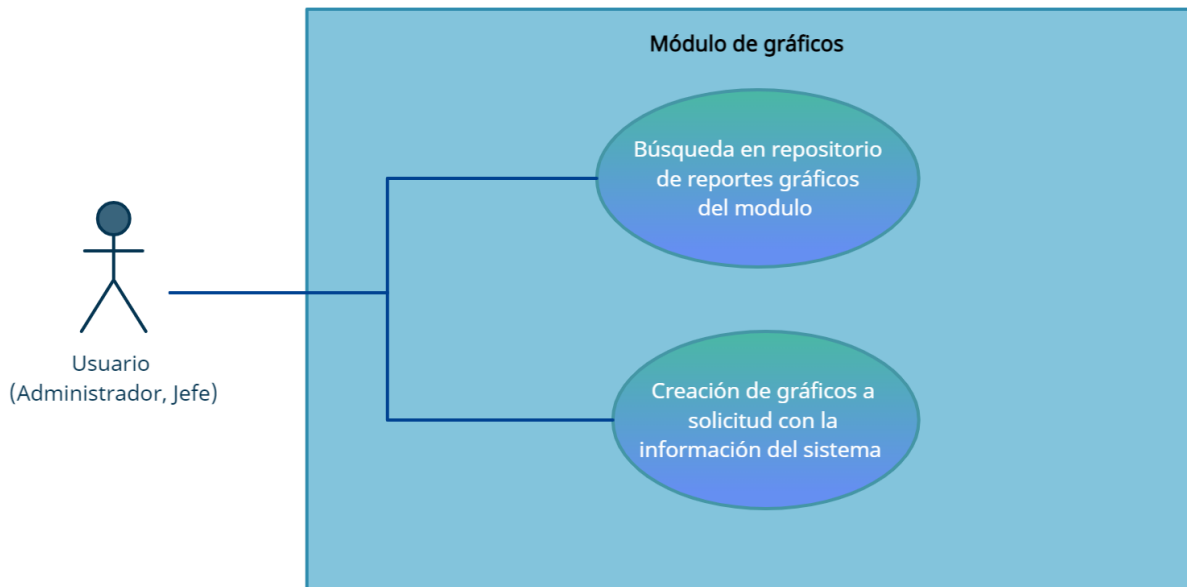 Módulo de gráficos
Búsqueda en repositorio
de reportes gráficos
del modulo
Usuario
(Administrador, Jefe)
Creación de gráficos a
solicitud con la
información del sistema